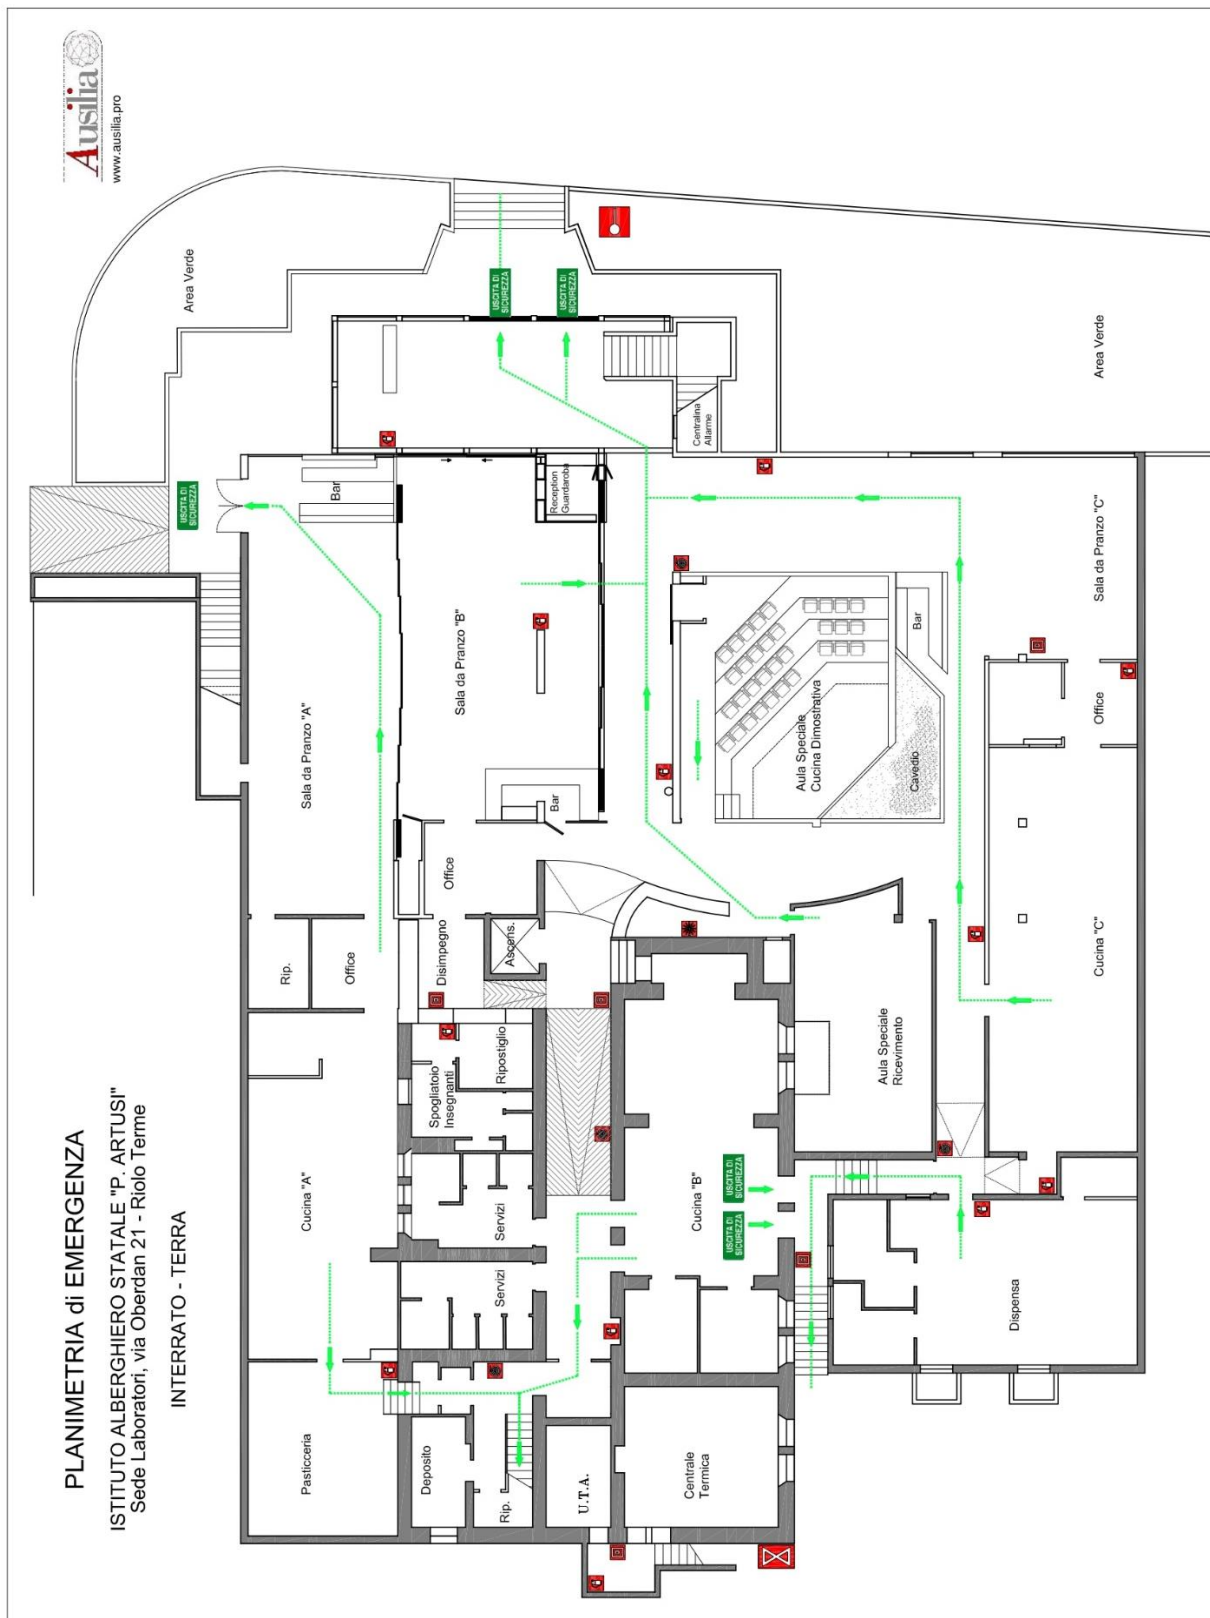 PLANIMETRIA di EMERGENZA
ISTITUTO ALBERGHIERO STATALE "P. ARTUSI"
Sede Laboratori, via Oberdan 21 - Riolo Terme
INTERRATO - TERRA
Ausilia
www.ausilia.pro
Area Verde
USCITA DI
SICUREZZA
USCITA DI
SICUREZZA
USCITA DI
SICUREZZA
Pasticceria
Cucina "A"
Rip.
Office
Sala da Pranzo "A"
Bar
Deposito
Rip.
Servizi
Servizi
Spogliatoio
Insegnanti
Ripostiglio
Disimpegno
Ascens.
Office
Bar
Sala da Pranzo "B"
Reception
Guardaroba
Centralina
Allarme
Area Verde
U.T.A.
Centrale
Termica
Cucina "B"
USCITA DI
SICUREZZA
USCITA DI
SICUREZZA
Aula Speciale
Ricevimento
Aula Speciale
Cucina Dimostrativa
Cavedio
Bar
Dispensa
Cucina "C"
Office
Sala da Pranzo "C"